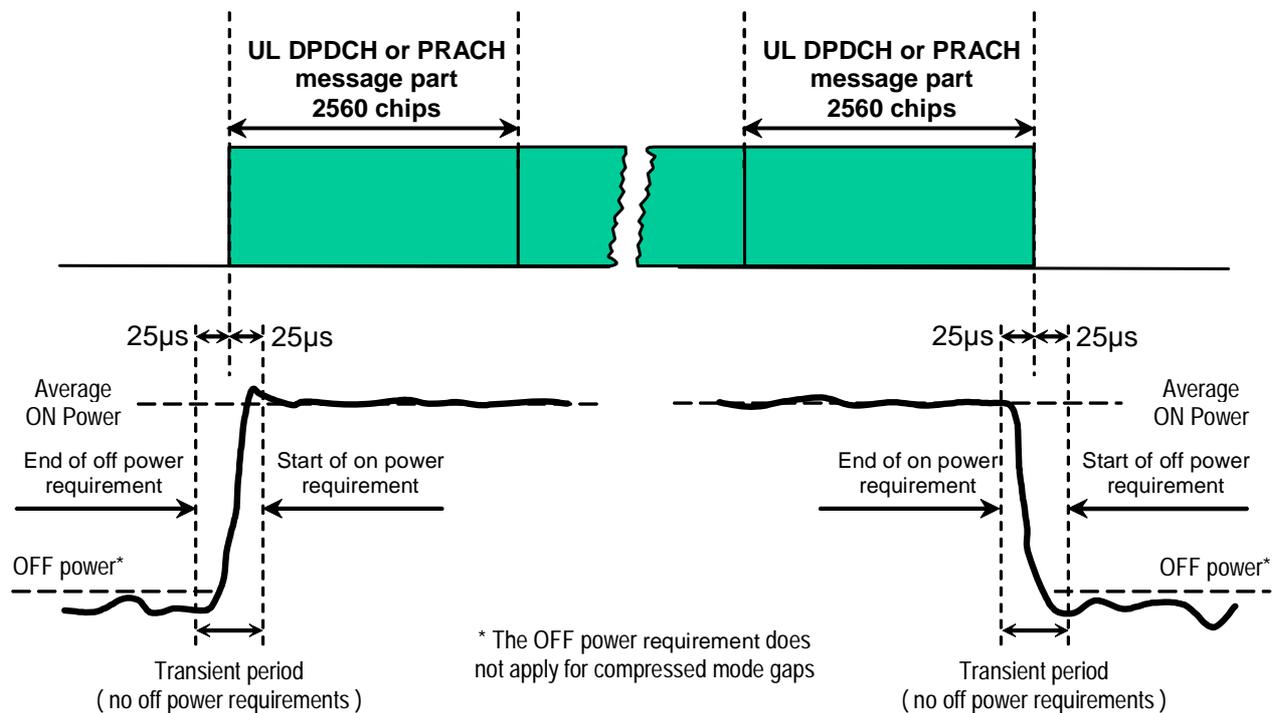 UL DPDCH or PRACH
message part
2560 chips
UL DPDCH or PRACH
message part
2560 chips
25µs
25µs
25µs
25µs
Average
ON Power
Average
ON Power
End of off power
requirement
Start of on power
requirement
End of on power
requirement
Start of off power
requirement
OFF power*
OFF power*
* The OFF power requirement does
not apply for compressed mode gaps
Transient period
( no off power requirements )
Transient period
( no off power requirements )